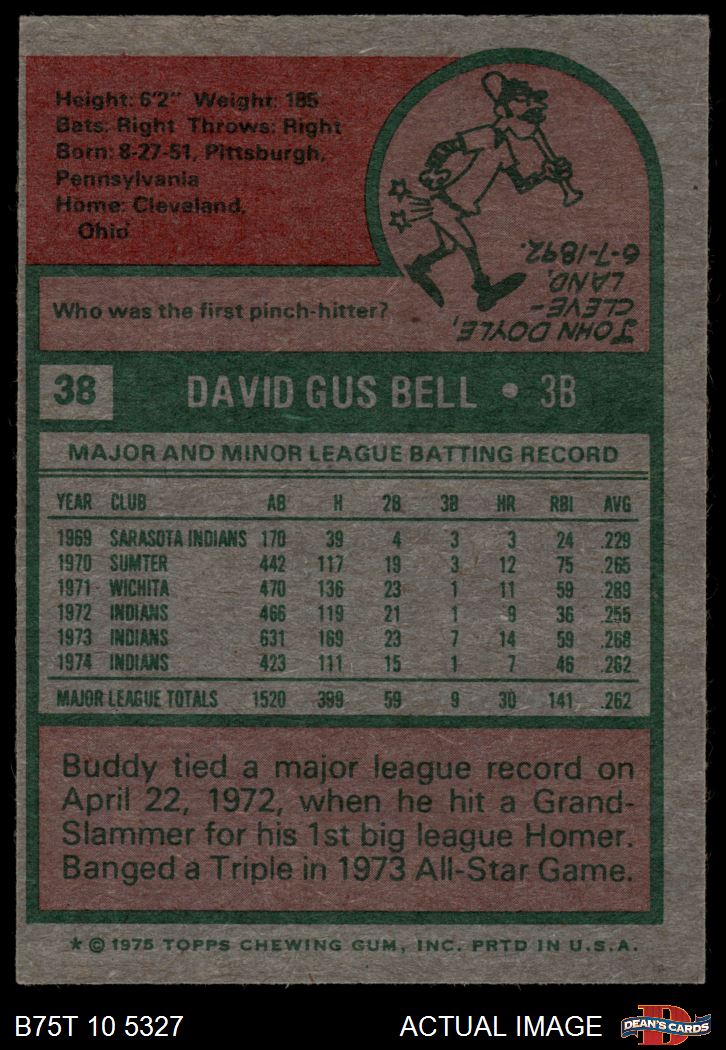 Height: 6'2" Weight: 185
Bats: Right Throws: Right
Born: 8-27-51, Pittsburgh,
Pennsylvania
Home: Cleveland,
Ohio
Who was the first pinch-hitter?
JOHN DOYLE,
CLEVE-
LAND,
6-7-1892.
38 DAVID GUS BELL • 3B
MAJOR AND MINOR LEAGUE BATTING RECORD
YEAR CLUB AB H 2B 3B HR RBI AVG
1969 SARASOTA INDIANS 170 39 4 3 3 24 .229
1970 SUMTER 442 117 19 3 12 75 .265
1971 WICHITA 470 136 23 1 11 59 .289
1972 INDIANS 466 119 21 1 9 36 .255
1973 INDIANS 631 169 23 7 14 59 .268
1974 INDIANS 423 111 15 1 7 46 .262
MAJOR LEAGUE TOTALS 1520 399 59 9 30 141 .262
Buddy tied a major league record on
April 22, 1972, when he hit a Grand-
Slammer for his 1st big league Homer.
Banged a Triple in 1973 All-Star Game.
* © 1975 TOPPS CHEWING GUM, INC. PRTD IN U.S.A.
B75T 10 5327 ACTUAL IMAGE
D
DEAN'S CARDS